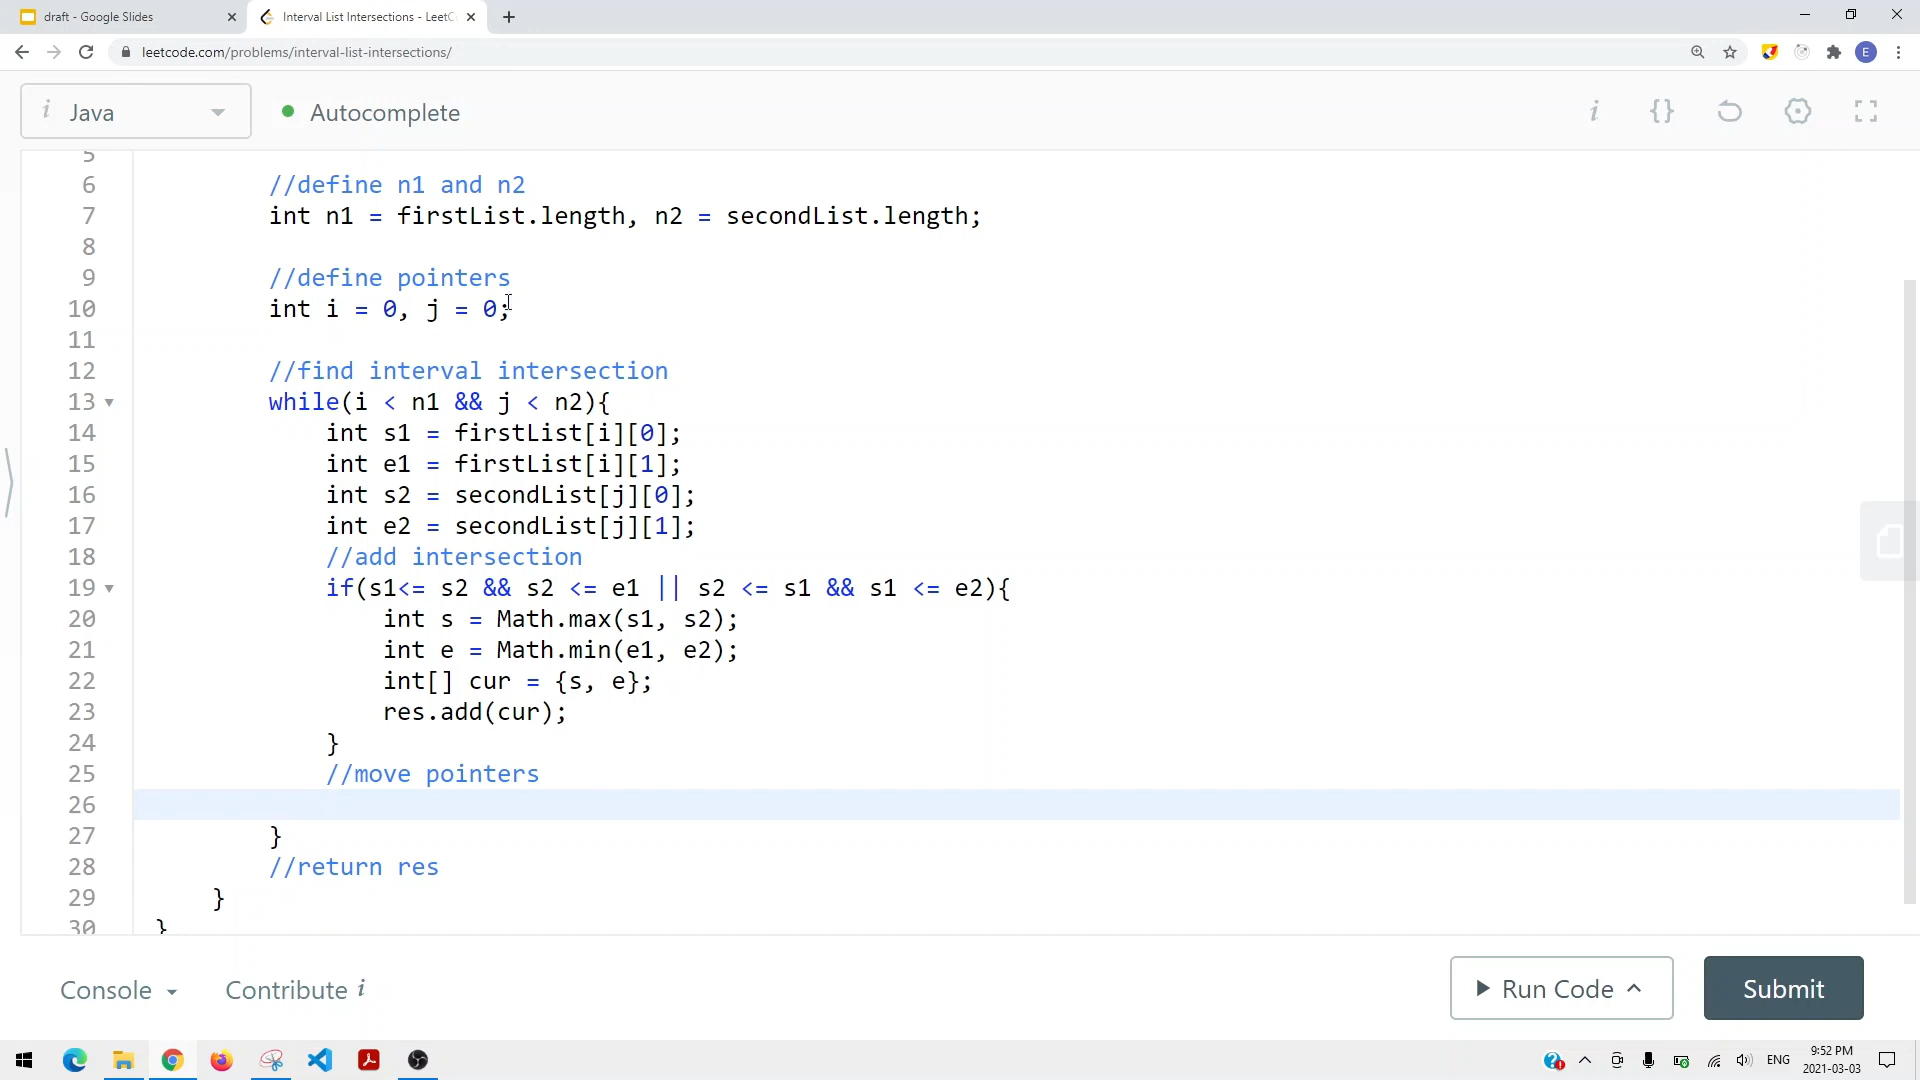 draft - Google Slides
Interval List Intersections - LeetC
leetcode.com/problems/interval-list-intersections/
E
i Java
Autocomplete
i {}
5
6 //define n1 and n2
7 int n1 = firstList.length, n2 = secondList.length;
8
9 //define pointers
10 int i = 0, j = 0;
11
12 //find interval intersection
13 while(i < n1 && j < n2){
14 int s1 = firstList[i][0];
15 int e1 = firstList[i][1];
16 int s2 = secondList[j][0];
17 int e2 = secondList[j][1];
18 //add intersection
19 if(s1<= s2 && s2 <= e1 || s2 <= s1 && s1 <= e2){
20 int s = Math.max(s1, s2);
21 int e = Math.min(e1, e2);
22 int[] cur = {s, e};
23 res.add(cur);
24 }
25 //move pointers
26
27 }
28 //return res
29 }
30 }
Console
Contribute i
Run Code
Submit
ENG
9:52 PM
2021-03-03